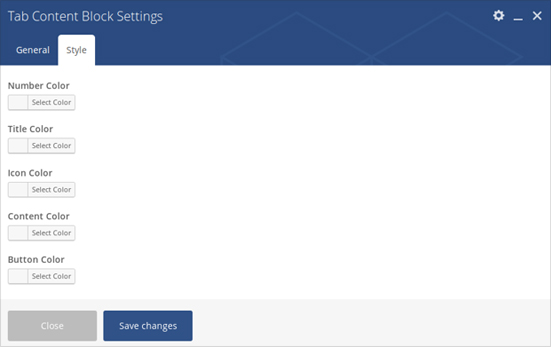 Tab Content Block Settings
General
Style
Number Color
Select Color
Title Color
Select Color
Icon Color
Select Color
Content Color
Select Color
Button Color
Select Color
Close
Save changes